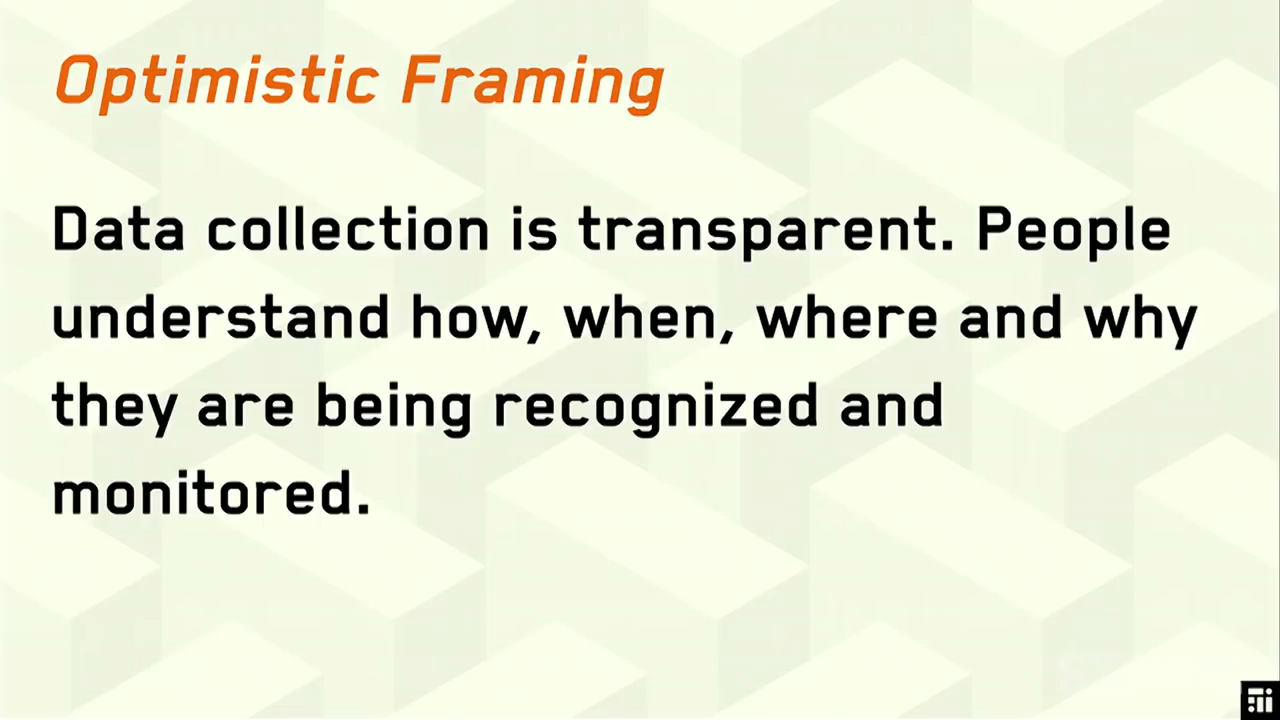 Optimistic Framing
Data collection is transparent. People
understand how, when, where and why
they are being recognized and
monitored.